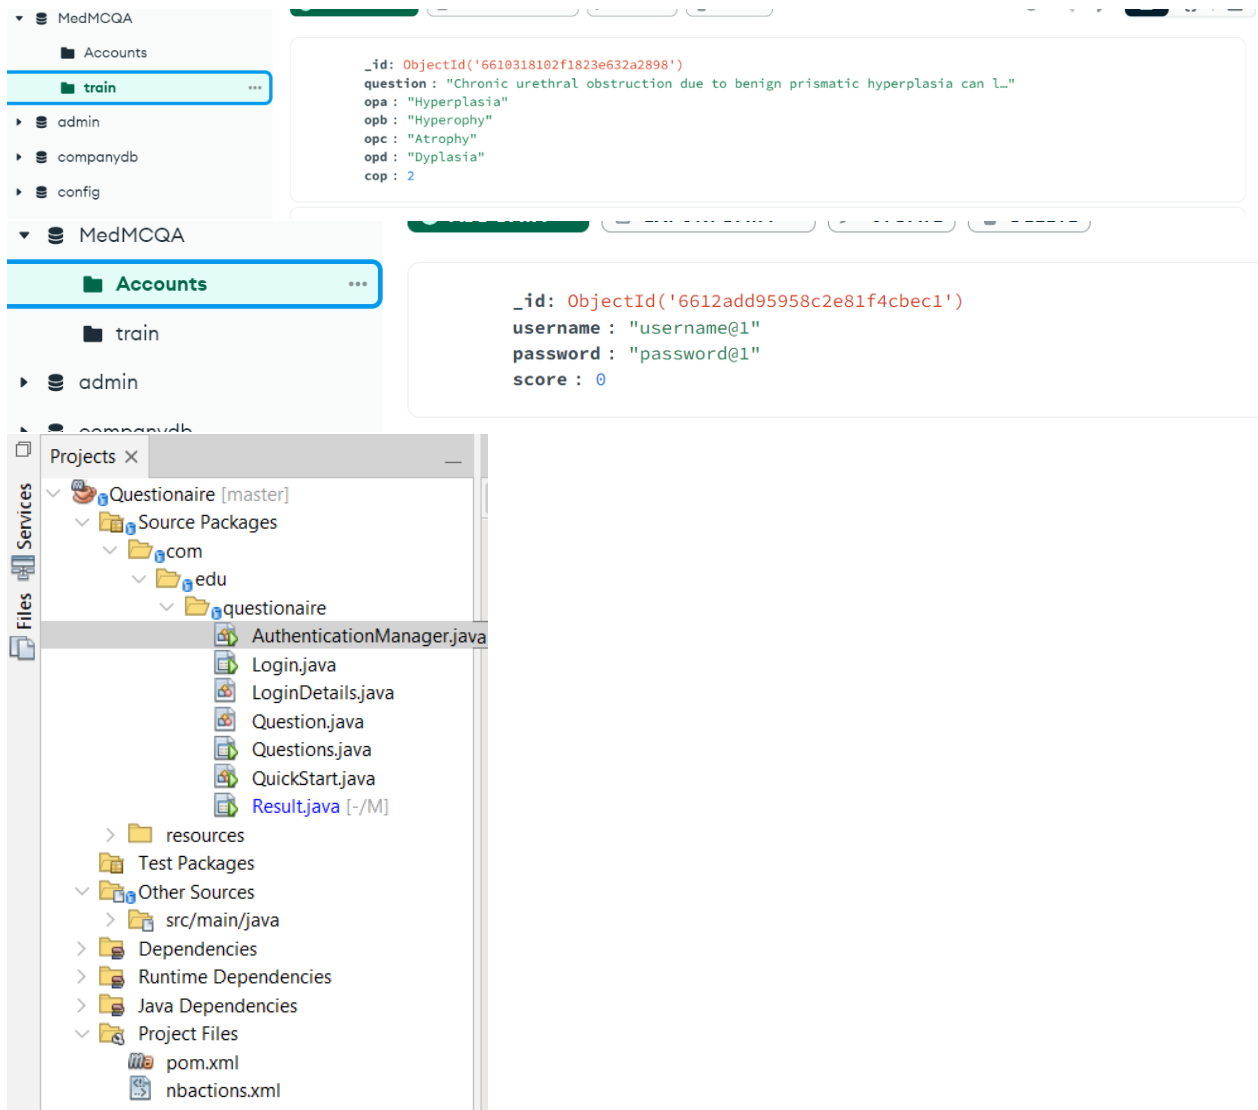 MedMCQA
Accounts
train
admin
companydb
config
_id: ObjectId('6610318102f1823e632a2898')
question : "Chronic urethral obstruction due to benign prismatic hyperplasia can l…"
opa : "Hyperplasia"
opb : "Hyperophy"
opc : "Atrophy"
opd : "Dyplasia"
cop : 2
MedMCQA
Accounts
train
admin
companydb
_id: ObjectId('6612add95958c2e81f4cbec1')
username : "username@1"
password : "password@1"
score : 0
Projects
Services
Files
Questionaire [master]
Source Packages
com
edu
questionaire
AuthenticationManager.java
Login.java
LoginDetails.java
Question.java
Questions.java
QuickStart.java
Result.java [-/M]
resources
Test Packages
Other Sources
src/main/java
Dependencies
Runtime Dependencies
Java Dependencies
Project Files
pom.xml
nbactions.xml